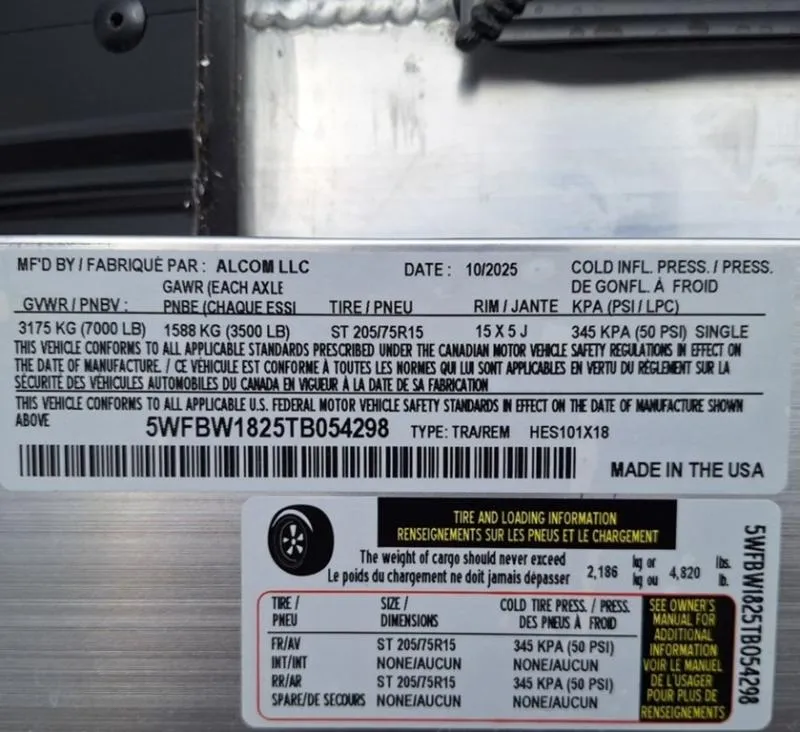 MF'D BY / FABRIQUÉ PAR : ALCOM LLC DATE : 10/2025 COLD INFL. PRESS. / PRESS.
GAWR (EACH AXLE DE GONFL. À FROID
GVWR / PNBV : PNBE (CHAQUE ESSI TIRE / PNEU RIM / JANTE KPA (PSI / LPC)
3175 KG (7000 LB) 1588 KG (3500 LB) ST 205/75R15 15 X 5 J 345 KPA (50 PSI) SINGLE
THIS VEHICLE CONFORMS TO ALL APPLICABLE STANDARDS PRESCRIBED UNDER THE CANADIAN MOTOR VEHICLE SAFETY REGULATIONS IN EFFECT ON
THE DATE OF MANUFACTURE. / CE VÉHICULE EST CONFORME À TOUTES LES NORMES QUI LUI SONT APPLICABLES EN VERTU DU RÈGLEMENT SUR LA
SÉCURITÉ DES VÉHICULES AUTOMOBILES DU CANADA EN VIGUEUR À LA DATE DE SA FABRICATION
THIS VEHICLE CONFORMS TO ALL APPLICABLE U.S. FEDERAL MOTOR VEHICLE SAFETY STANDARDS IN EFFECT ON THE DATE OF MANUFACTURE SHOWN
ABOVE 5WFBW1825TB054298 TYPE: TRA/REM HES101X18
MADE IN THE USA
TIRE AND LOADING INFORMATION
RENSEIGNEMENTS SUR LES PNEUS ET LE CHARGEMENT
The weight of cargo should never exceed 2,186 kg or 4,820 lbs.
Le poids du chargement ne doit jamais dépasser kg ou lb.
TIRE / SIZE / COLD TIRE PRESS. / PRESS.
PNEU DIMENSIONS DES PNEUS À FROID
FR/AV ST 205/75R15 345 KPA (50 PSI)
INT/INT NONE/AUCUN NONE/AUCUN
RR/AR ST 205/75R15 345 KPA (50 PSI)
SPARE/DE SECOURS NONE/AUCUN NONE/AUCUN
SEE OWNER'S
MANUAL FOR
ADDITIONAL
INFORMATION
VOIR LE MANUEL
DE L'USAGER
POUR PLUS DE
RENSEIGNEMENTS
5WFBW1825TB054298